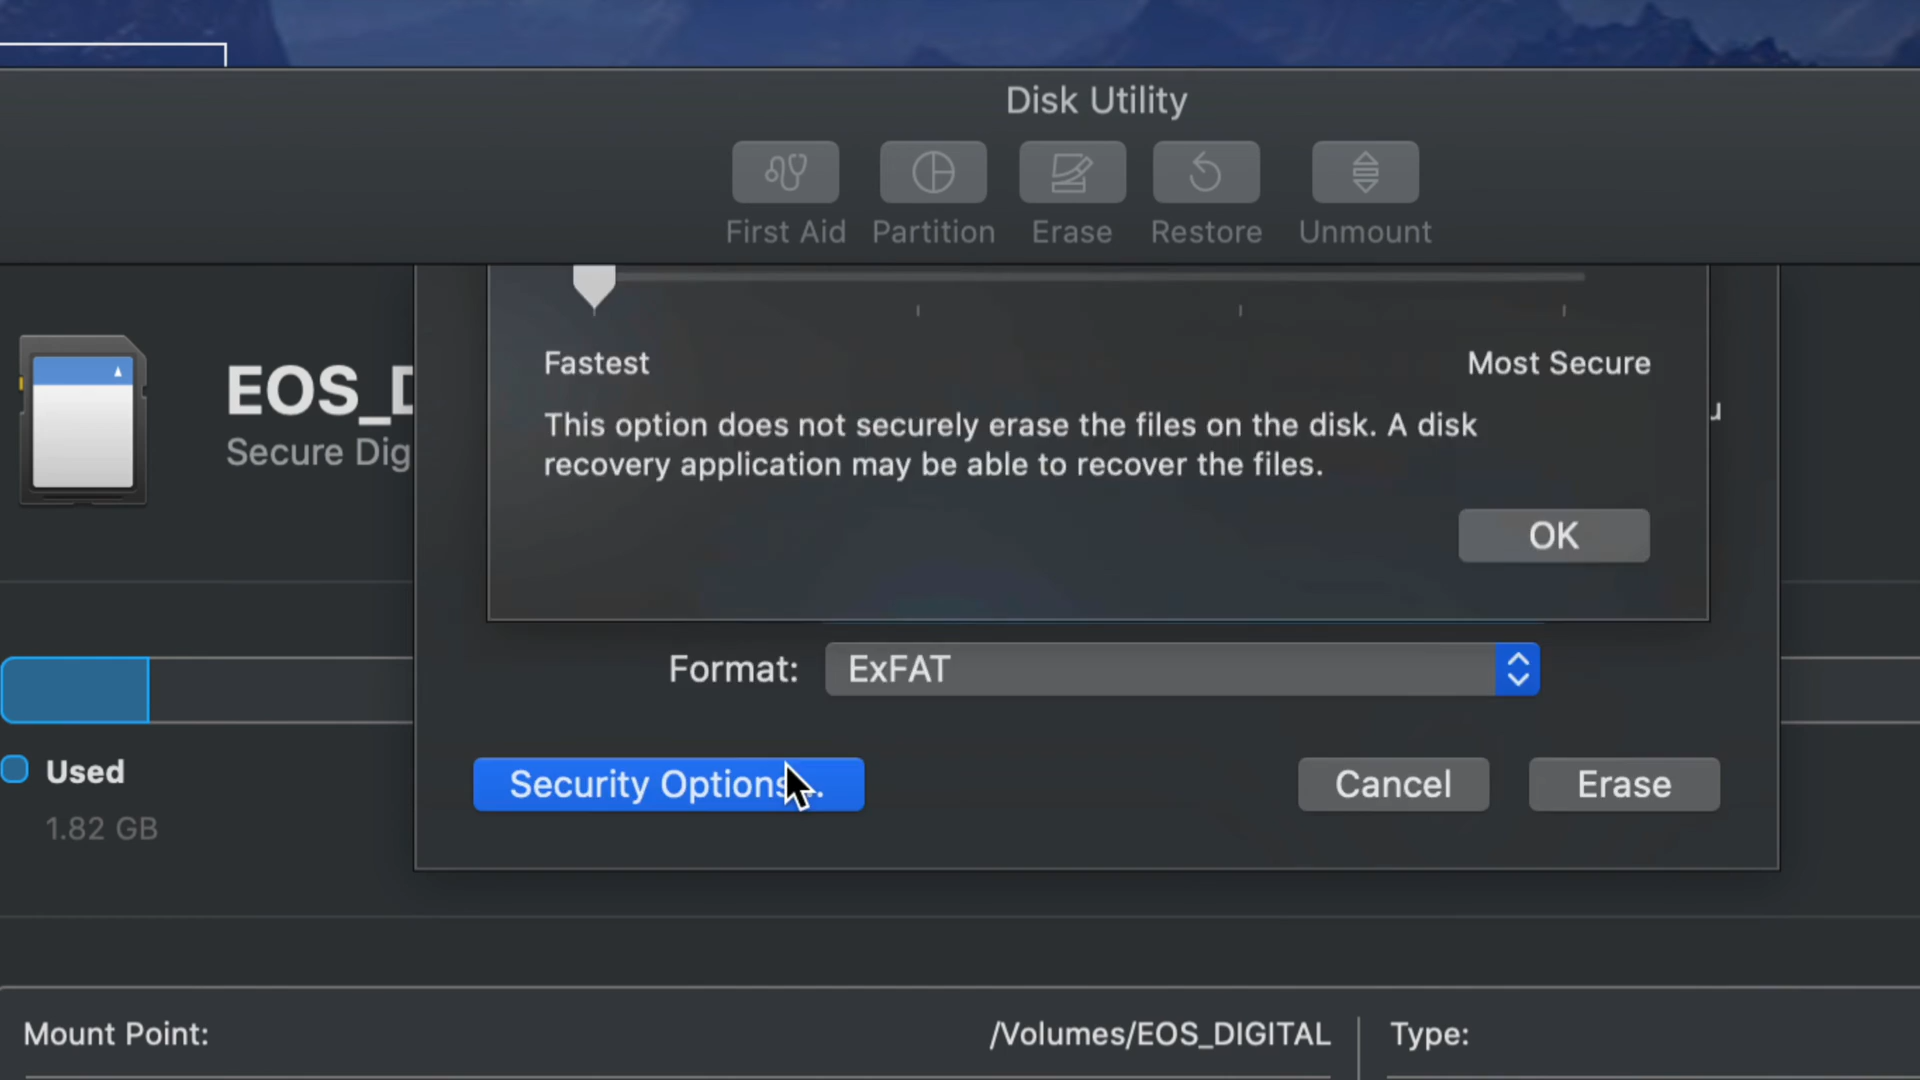 Disk Utility
First Aid Partition Erase Restore Unmount
Fastest Most Secure
EOS_D
Secure Dig
This option does not securely erase the files on the disk. A disk
recovery application may be able to recover the files.
OK
Format: ExFAT
Used
Security Options... Cancel Erase
1.82 GB
Mount Point: /Volumes/EOS_DIGITAL Type: